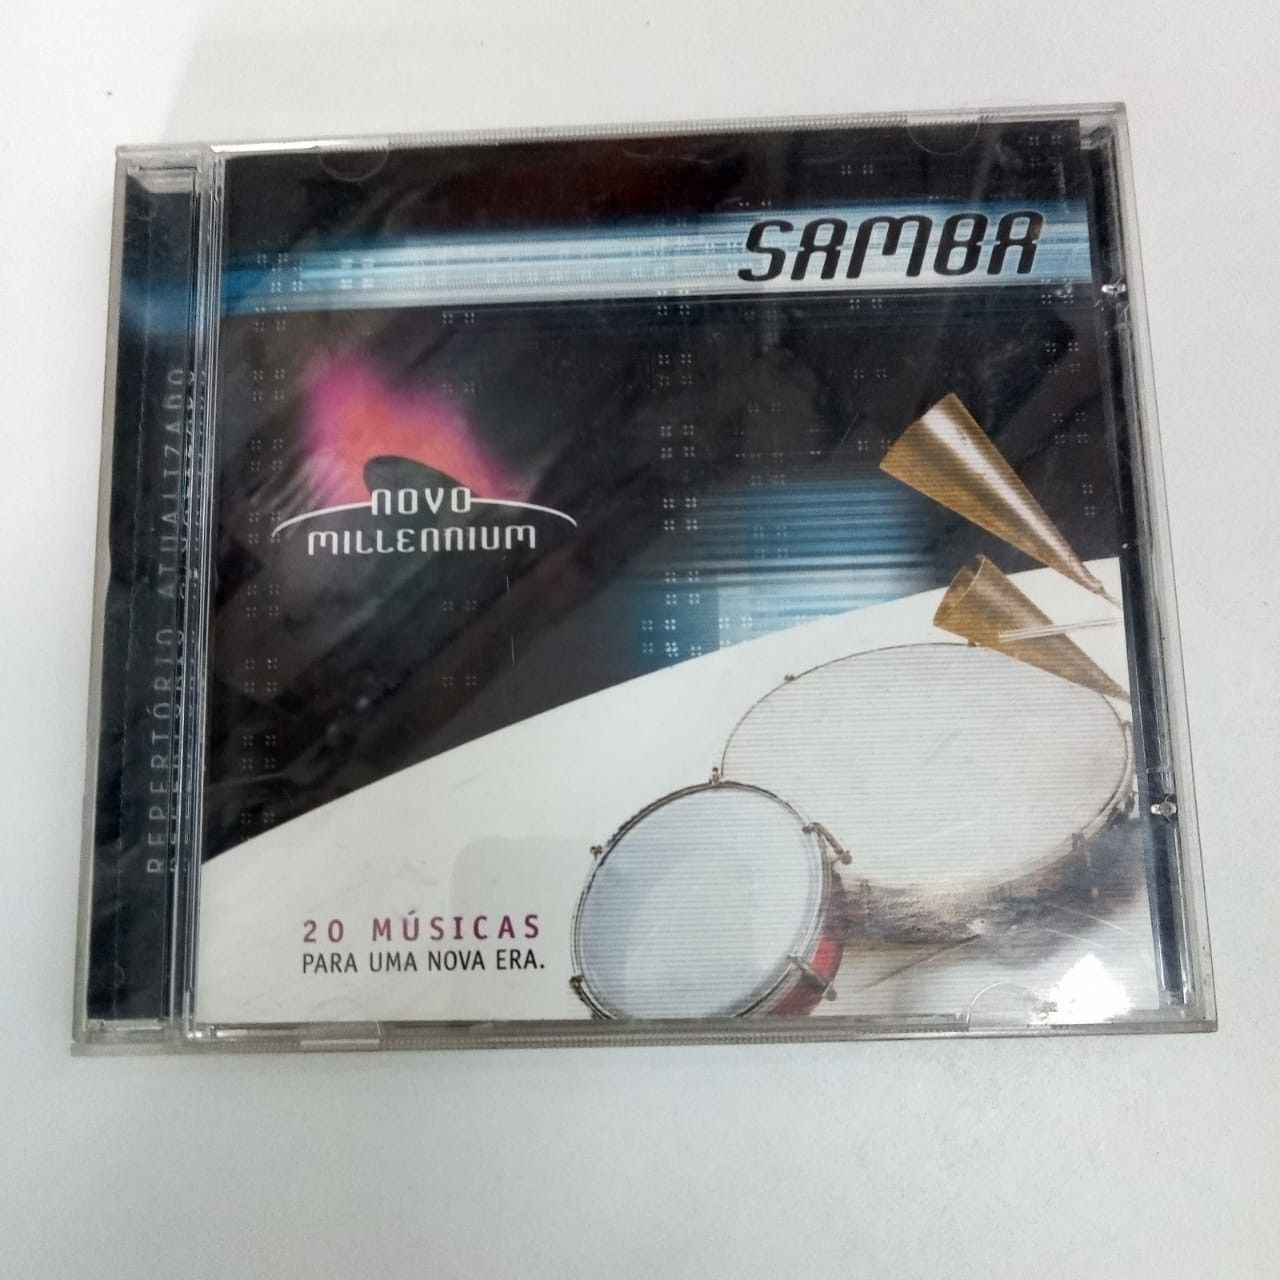 SAMBA
NOVO
MILLENNIUM
20 MÚSICAS
PARA UMA NOVA ERA.
REPERTÓRIO ATUALIZADO